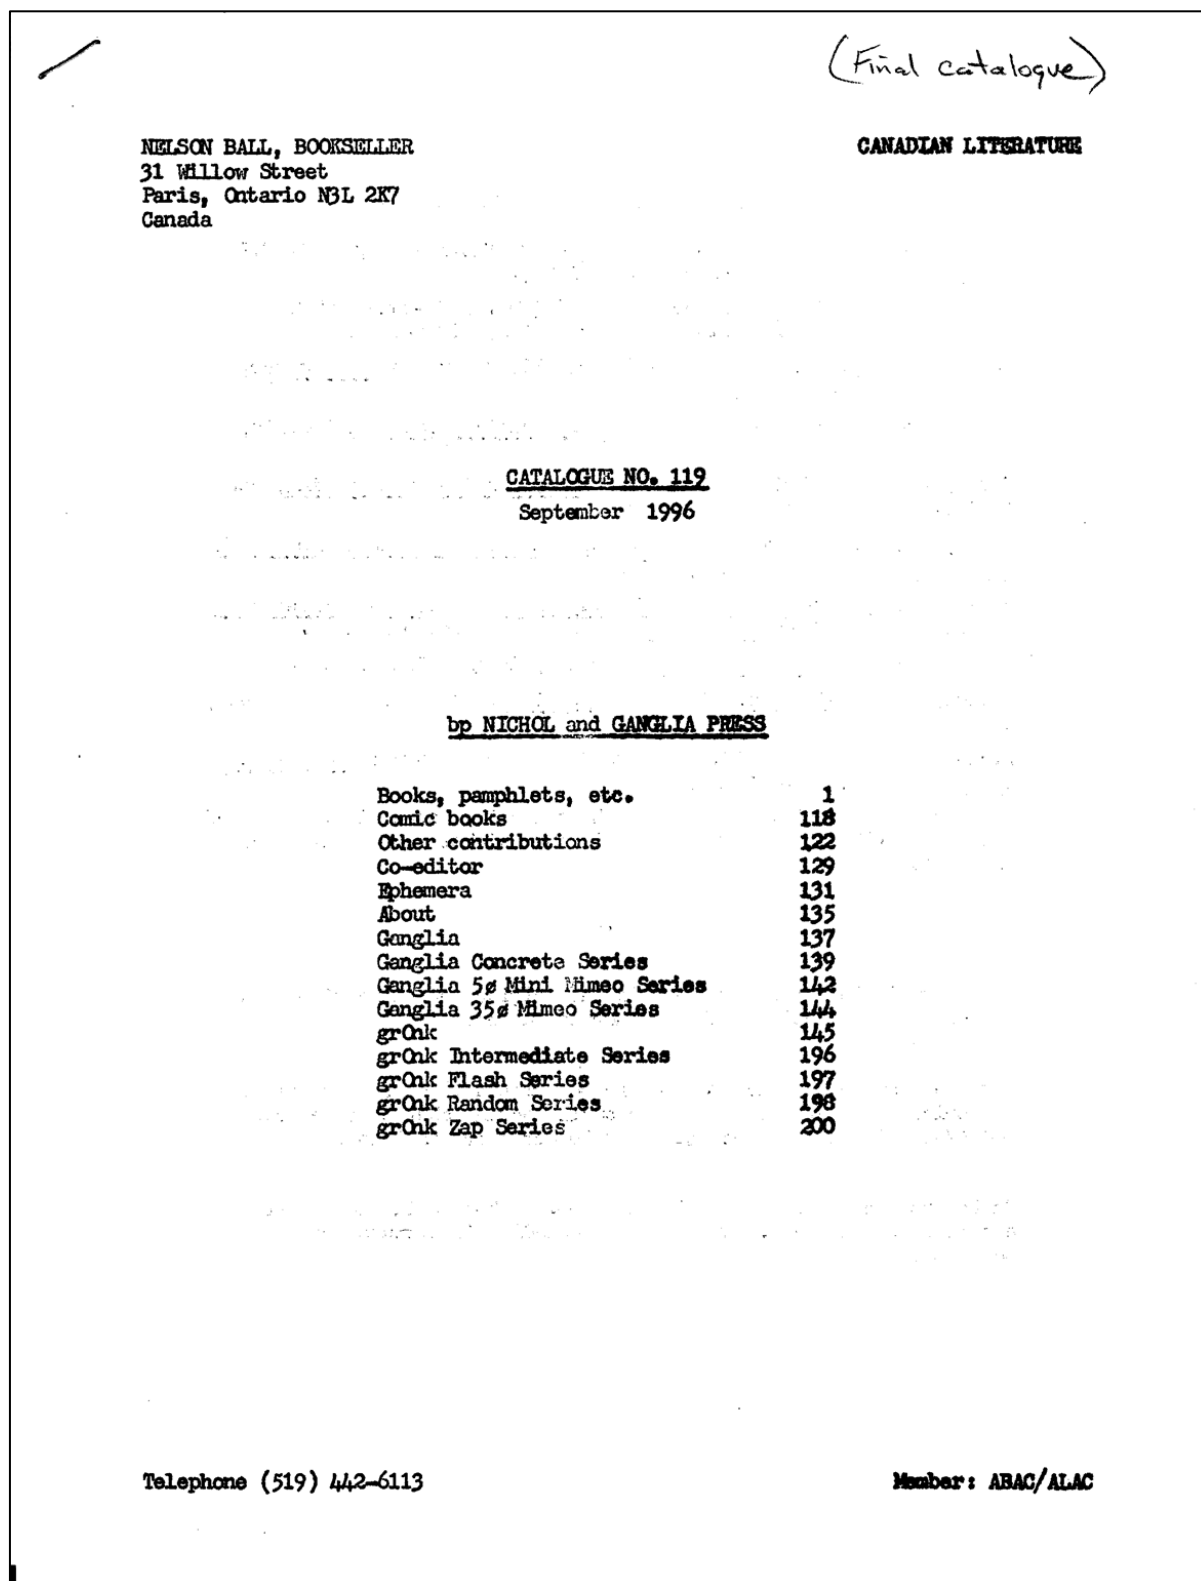 (Final catalogue)
NELSON BALL, BOOKSELLER
CANADIAN LITERATURE
31 Willow Street
Paris, Ontario N3L 2K7
Canada
CATALOGUE NO. 119
September 1996
bp NICHOL and GANGLIA PRESS
Books, pamphlets, etc. 1
Comic books 118
Other contributions 122
Co-editor 129
Ephemera 131
About 135
Ganglia 137
Ganglia Concrete Series 139
Ganglia 5¢ Mini Mimeo Series 142
Ganglia 35¢ Mimeo Series 144
grOnk 145
grOnk Intermediate Series 196
grOnk Flash Series 197
grOnk Random Series 198
grOnk Zap Series 200
Telephone (519) 442-6113
Member: ABAC/ALAC